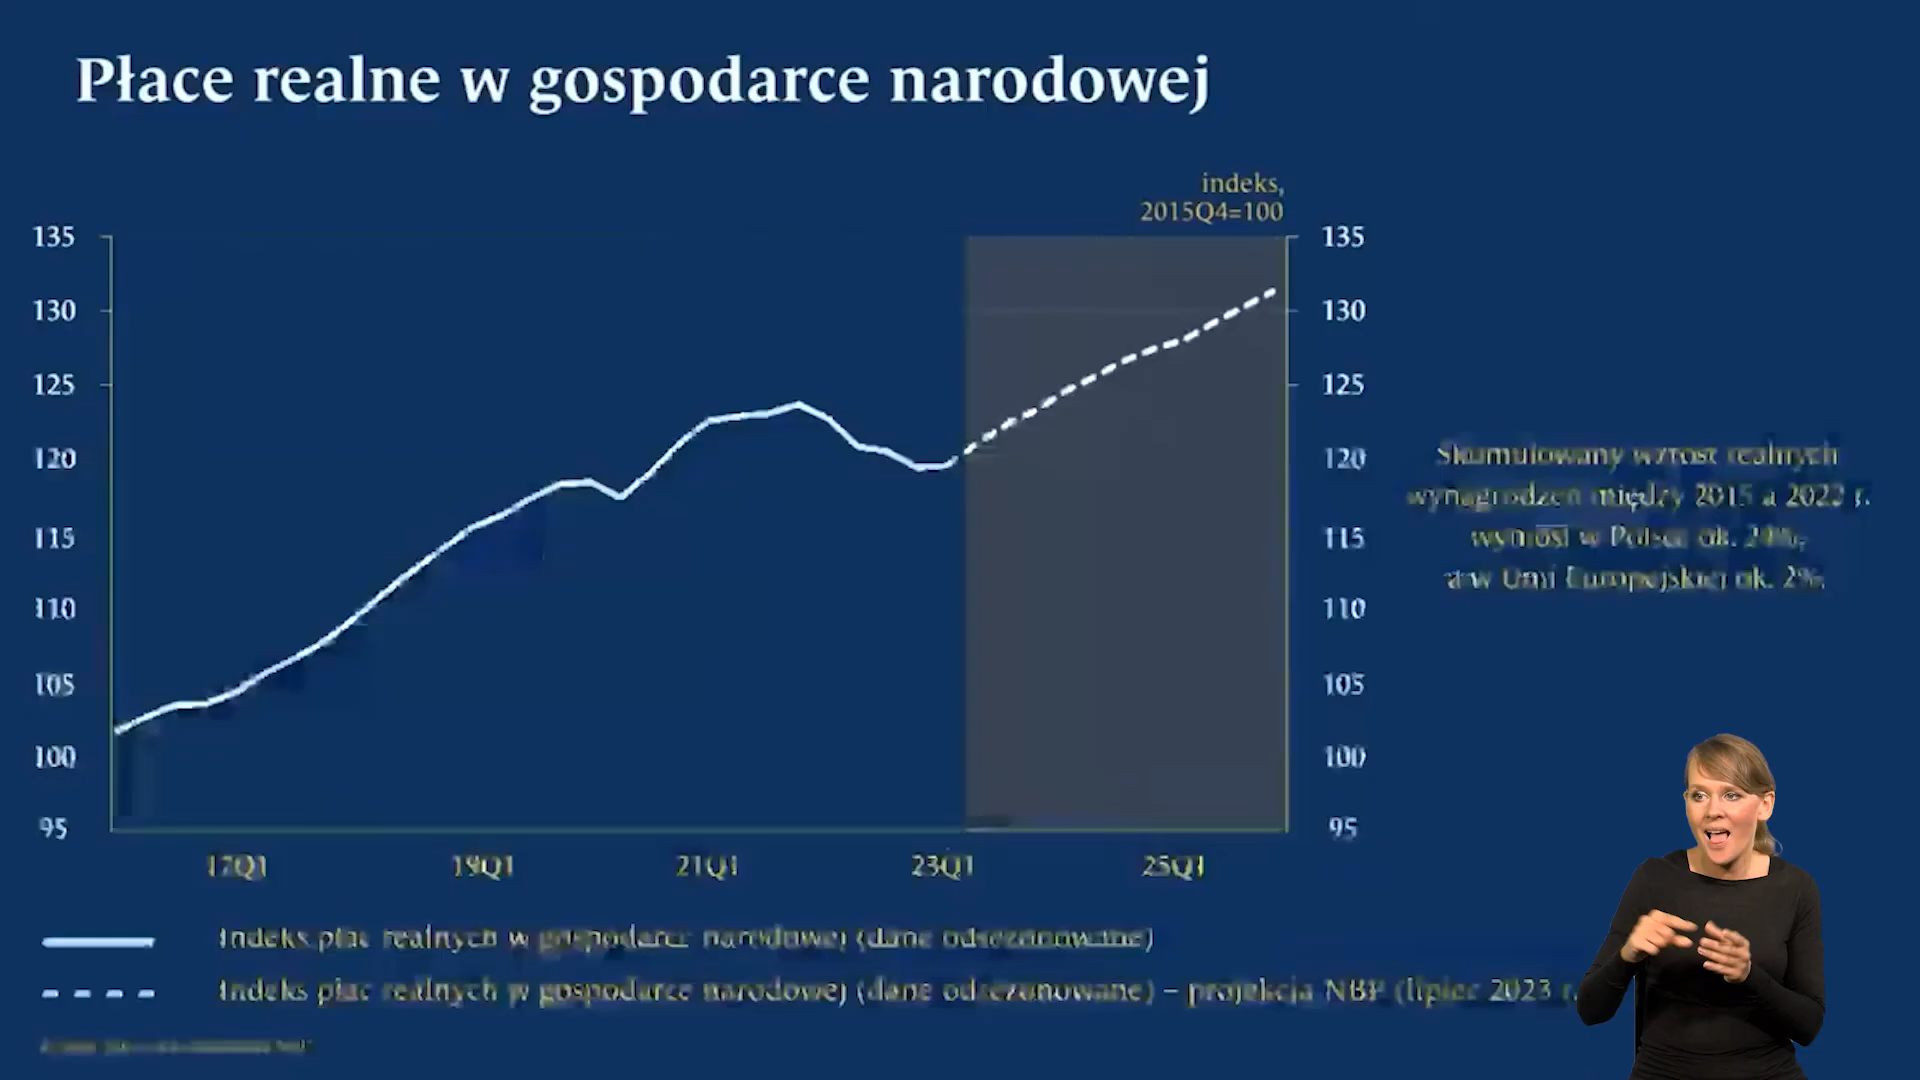 Płace realne w gospodarce narodowej
indeks,
2015Q4=100
135
130
125
120
115
110
105
100
95
135
130
125
120
115
110
105
100
95
17Q1
19Q1
21Q1
23Q1
25Q1
Skumulowany wzrost realnych
wynagrodzeń między 2015 a 2022 r.
wyniósł w Polsce ok.
a w Unii Europejskiej ok. 2%.
Indeks płac realnych w gospodarce narodowej (dane odsezonowane)
Indeks płac realnych w gospodarce narodowej (dane odsezonowane) – projekcja NBP (lipiec 2023 r.